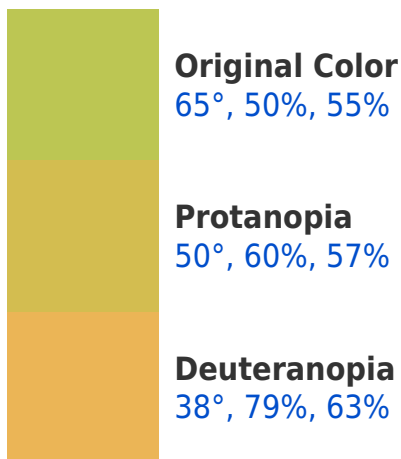 Original Color
65°, 50%, 55%
Protanopia
50°, 60%, 57%
Deuteranopia
38°, 79%, 63%